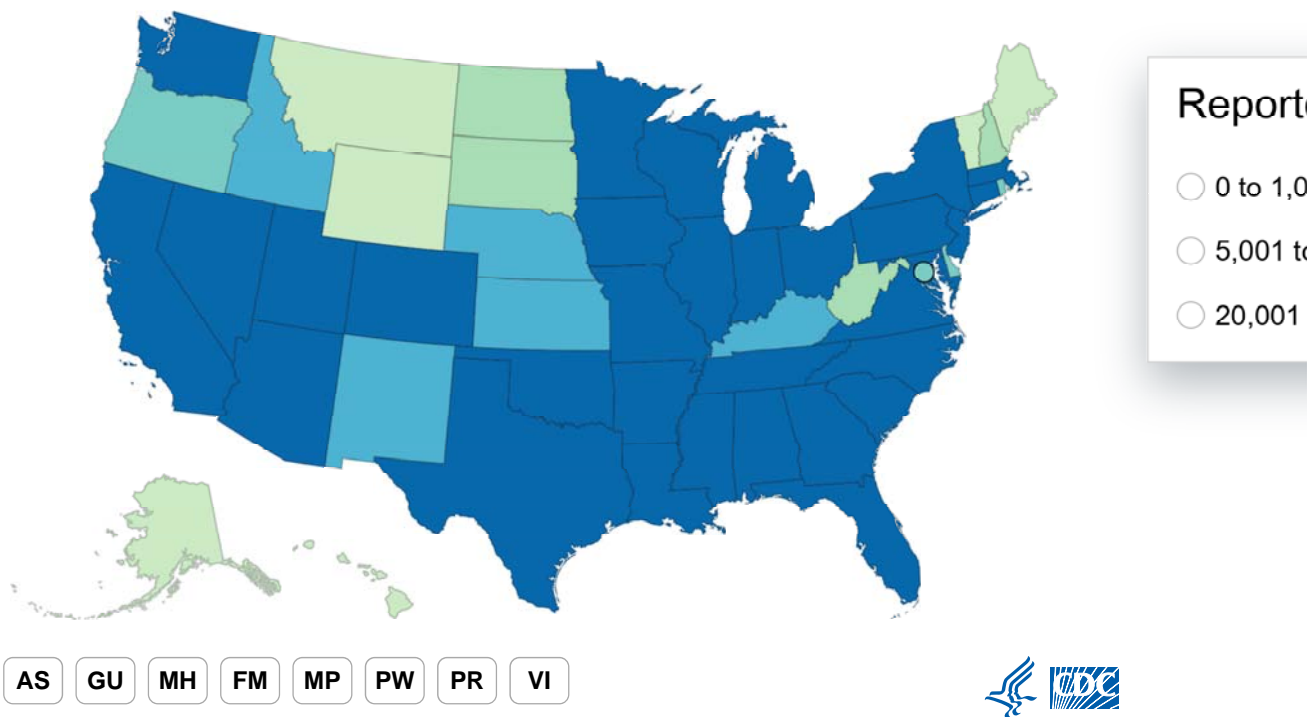 Reporte
0 to 1,0
5,001 to
20,001
AS GU MH FM MP PW PR VI
CDC